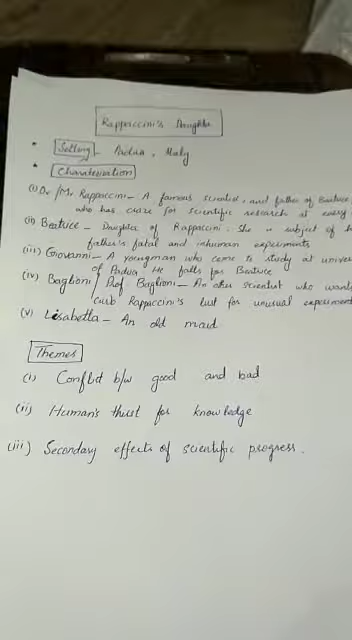 Rappaccini's Daughter
Setting - Padua, Italy
Characterization
(i) Dr/Mr. Rappaccini - A famous scientist, and father of Beatrice
who has craze for scientific research at every
(ii) Beatrice - Daughter of Rappaccini. She is subject of h
father's fatal and inhuman experiments
(iii) Giovanni - A youngman who come to study at univer
of Padua He falls for Beatrice
(iv) Baglioni / Prof. Baglioni - An other scientist who wants
curb Rappaccini's lust for unusual experiment
(v) Lisabetta - An old maid
Themes
(i) Conflict b/w good and bad
(ii) Human's thust for knowledge
(iii) Secondary effects of scientific progress.